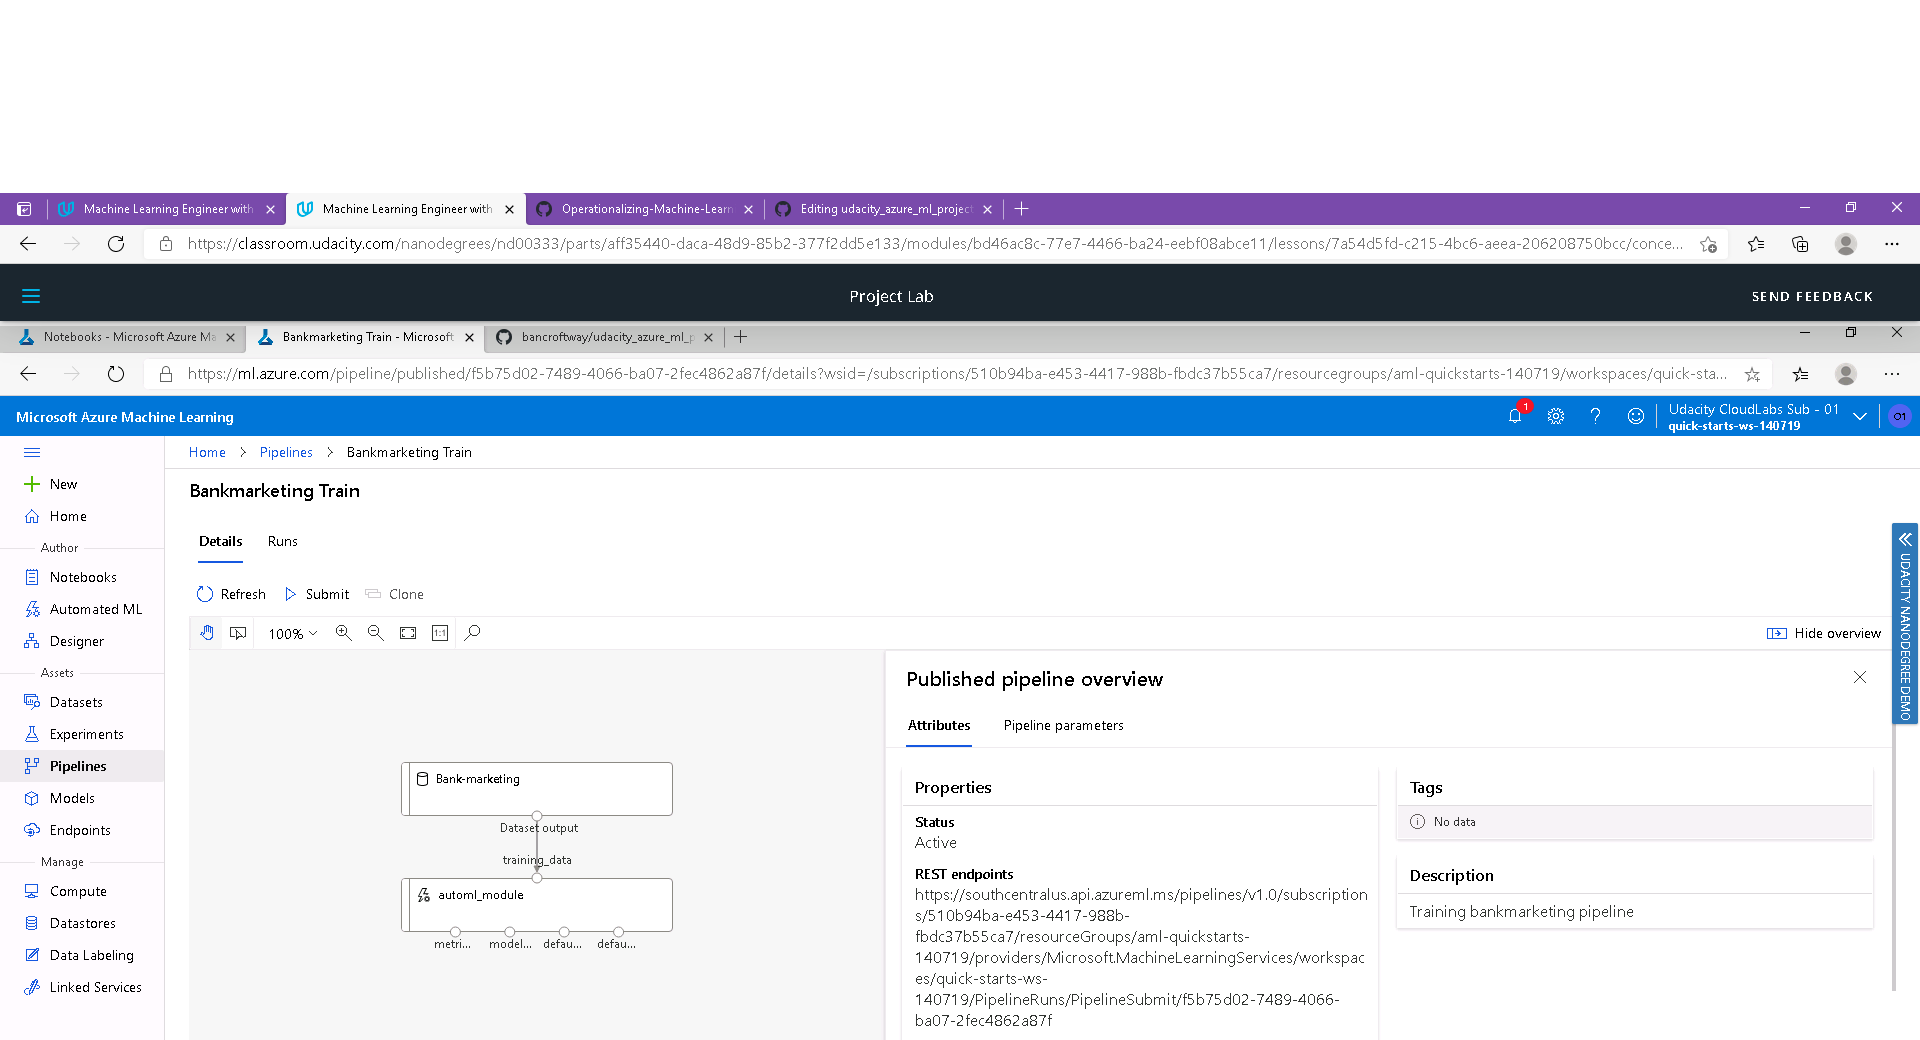 Machine Learning Engineer with
Machine Learning Engineer with
Operationalizing-Machine-Learn
Editing udacity_azure_ml_project
https://classroom.udacity.com/nanodegrees/nd00333/parts/aff35440-daca-48d9-85b2-377f2dd5e133/modules/bd46ac8c-77e7-4466-ba24-eebf08abce11/lessons/7a54d5fd-c215-4bc6-aeea-206208750bcc/conce...
Project Lab
SEND FEEDBACK
Notebooks - Microsoft Azure Ma
Bankmarketing Train - Microsoft
bancroftway/udacity_azure_ml_p
https://ml.azure.com/pipeline/published/f5b75d02-7489-4066-ba07-2fec4862a87f/details?wsid=/subscriptions/510b94ba-e453-4417-988b-fbdc37b55ca7/resourcegroups/aml-quickstarts-140719/workspaces/quick-sta...
Microsoft Azure Machine Learning
1
Udacity CloudLabs Sub - 01
quick-starts-ws-140719
O1
Home > Pipelines > Bankmarketing Train
New
Home
Author
Notebooks
Automated ML
Designer
Assets
Datasets
Experiments
Pipelines
Models
Endpoints
Manage
Compute
Datastores
Data Labeling
Linked Services
Bankmarketing Train
Details
Runs
Refresh
Submit
Clone
100%
1:1
Hide overview
Bank-marketing
Dataset output
training_data
automl_module
metri...
model...
defau...
defau...
Published pipeline overview
Attributes
Pipeline parameters
Properties
Status
Active
REST endpoints
https://southcentralus.api.azureml.ms/pipelines/v1.0/subscription
s/510b94ba-e453-4417-988b-
fbdc37b55ca7/resourceGroups/aml-quickstarts-
140719/providers/Microsoft.MachineLearningServices/workspac
es/quick-starts-ws-
140719/PipelineRuns/PipelineSubmit/f5b75d02-7489-4066-
ba07-2fec4862a87f
Tags
No data
Description
Training bankmarketing pipeline
UDACITY NANODEGREE DEMO